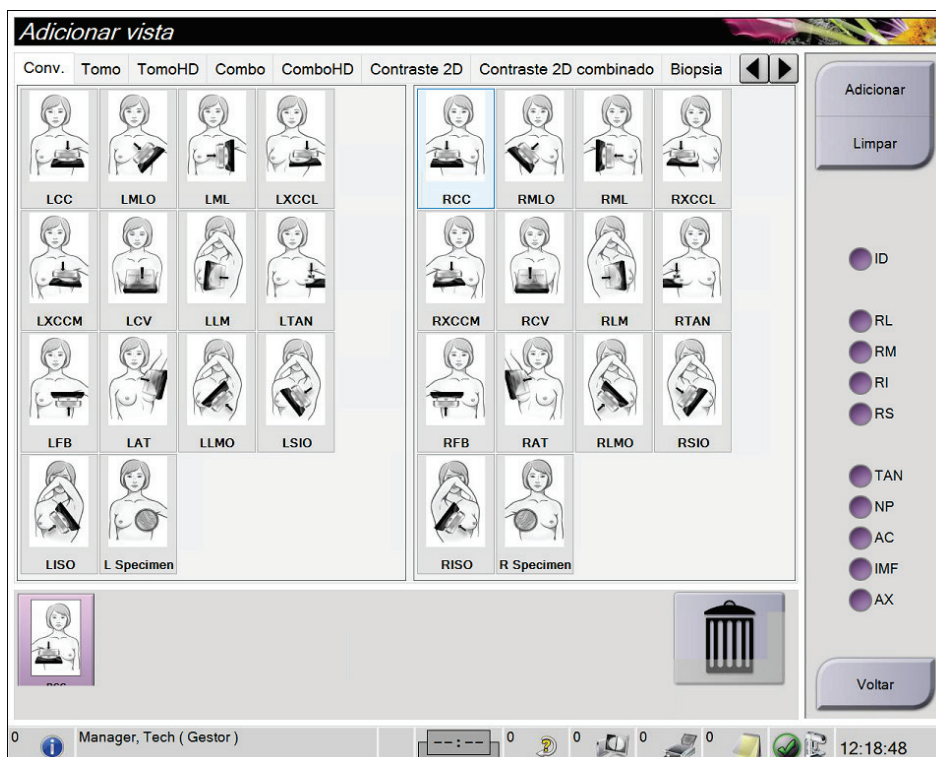 Adicionar vista
Conv. Tomo TomoHD Combo ComboHD Contraste 2D Contraste 2D combinado Biopsia
LCC LMLO LML LXCCL
LXCCM LCV LLM LTAN
LFB LAT LLMO LSIO
LISO L Specimen
RCC RMLO RML RXCCL
RXCCM RCV RLM RTAN
RFB RAT RLMO RSIO
RISO R Specimen
Adicionar
Limpar
ID
RL
RM
RI
RS
TAN
NP
AC
IMF
AX
Voltar
RCC
0 Manager, Tech ( Gestor ) --:-- 0 0 0 0 12:18:48